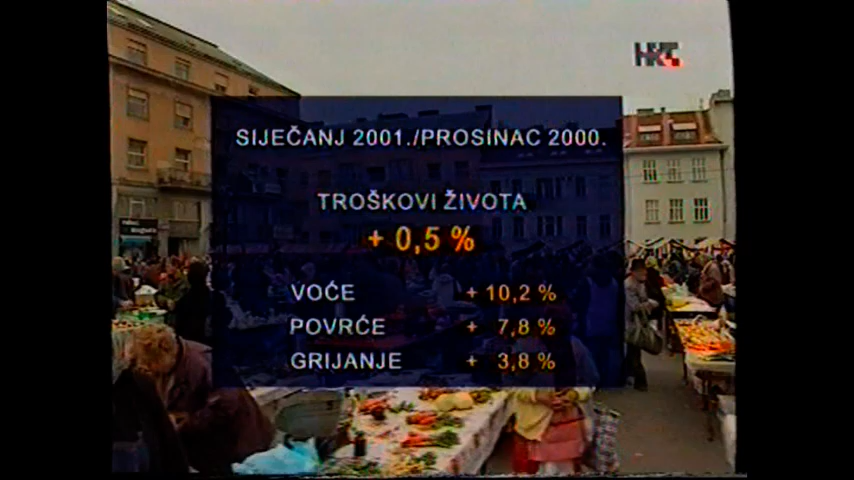 HRT
SIJEČANJ 2001./PROSINAC 2000.
TROŠKOVI ŽIVOTA
+ 0,5 %
VOĆE + 10,2 %
POVRĆE + 7,8 %
GRIJANJE + 3,8 %